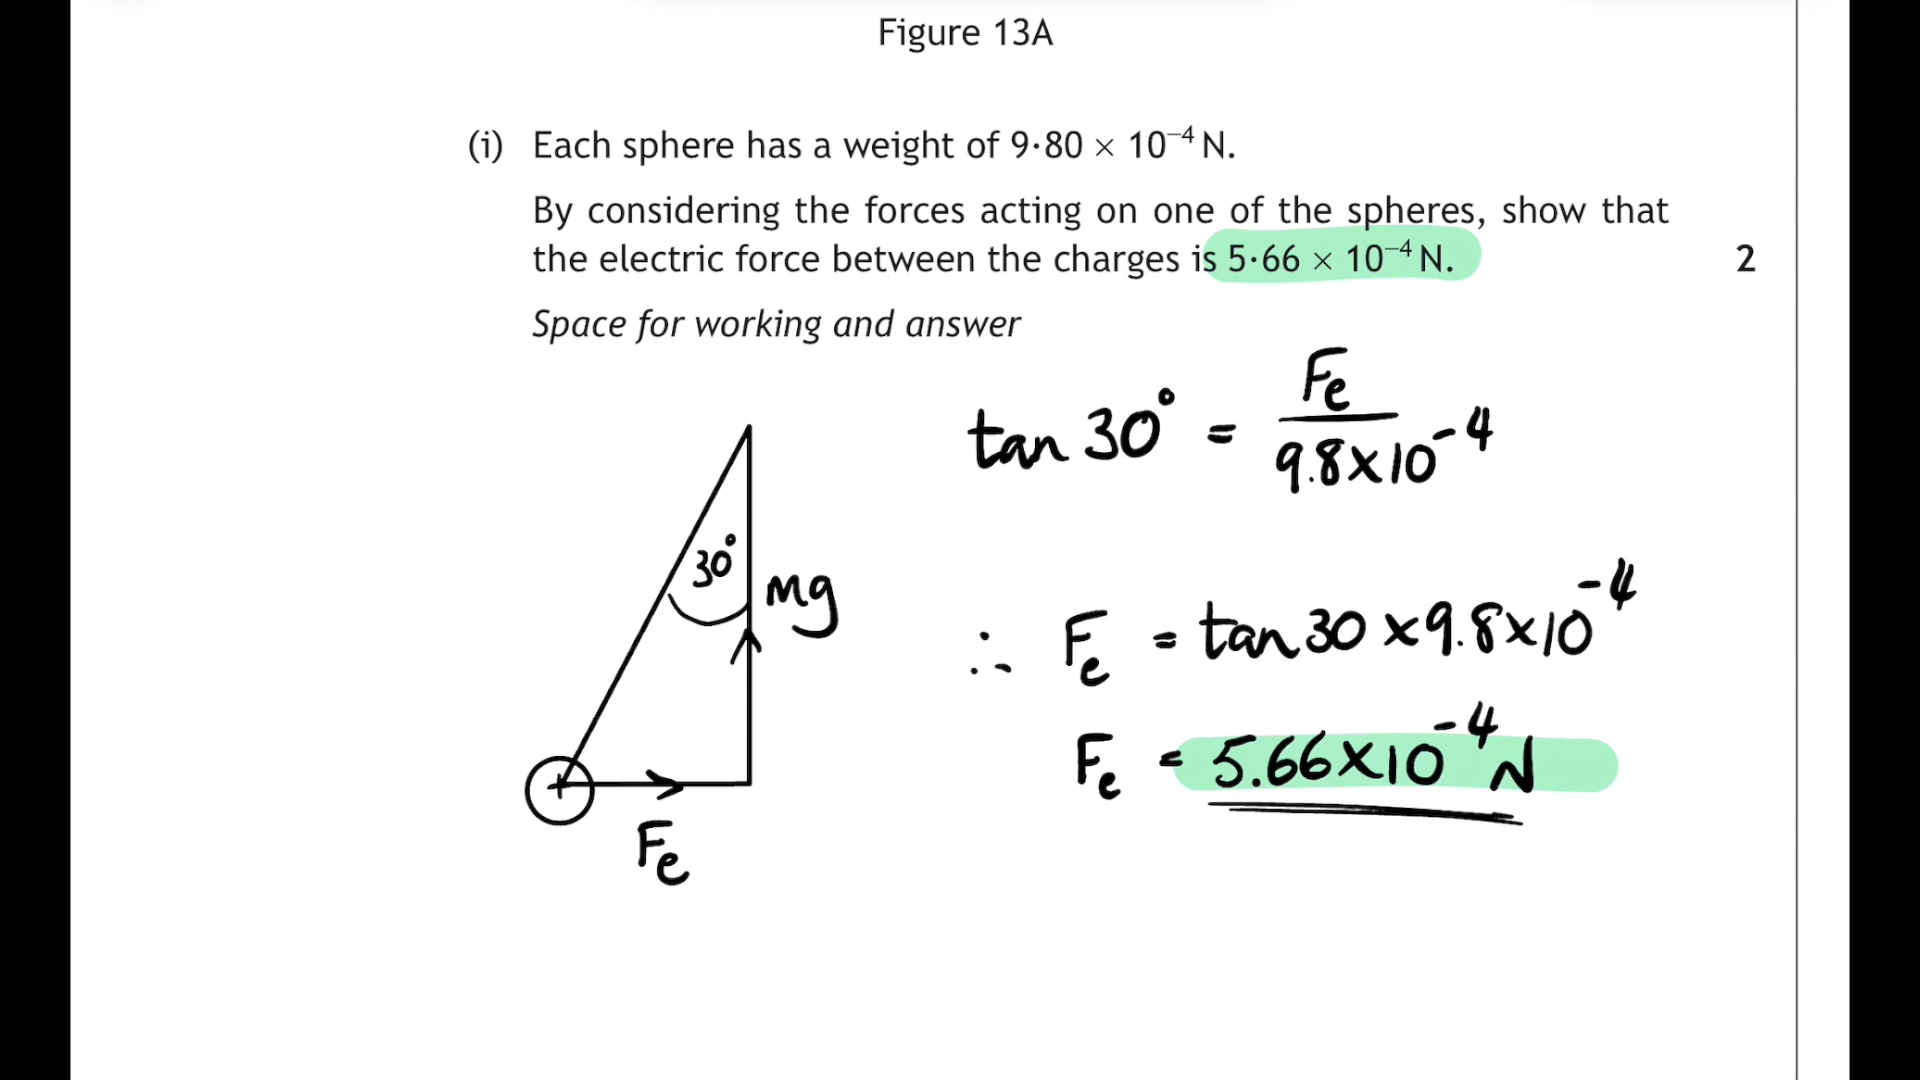 Figure 13A
(i) Each sphere has a weight of 9·80 × 10⁻⁴ N.
By considering the forces acting on one of the spheres, show that
the electric force between the charges is 5·66 × 10⁻⁴ N. 2
Space for working and answer
tan 30° = Fe / 9.8×10⁻⁴
30°
mg
∴ Fe = tan 30 × 9.8×10⁻⁴
Fe = 5.66×10⁻⁴ N
+
Fe